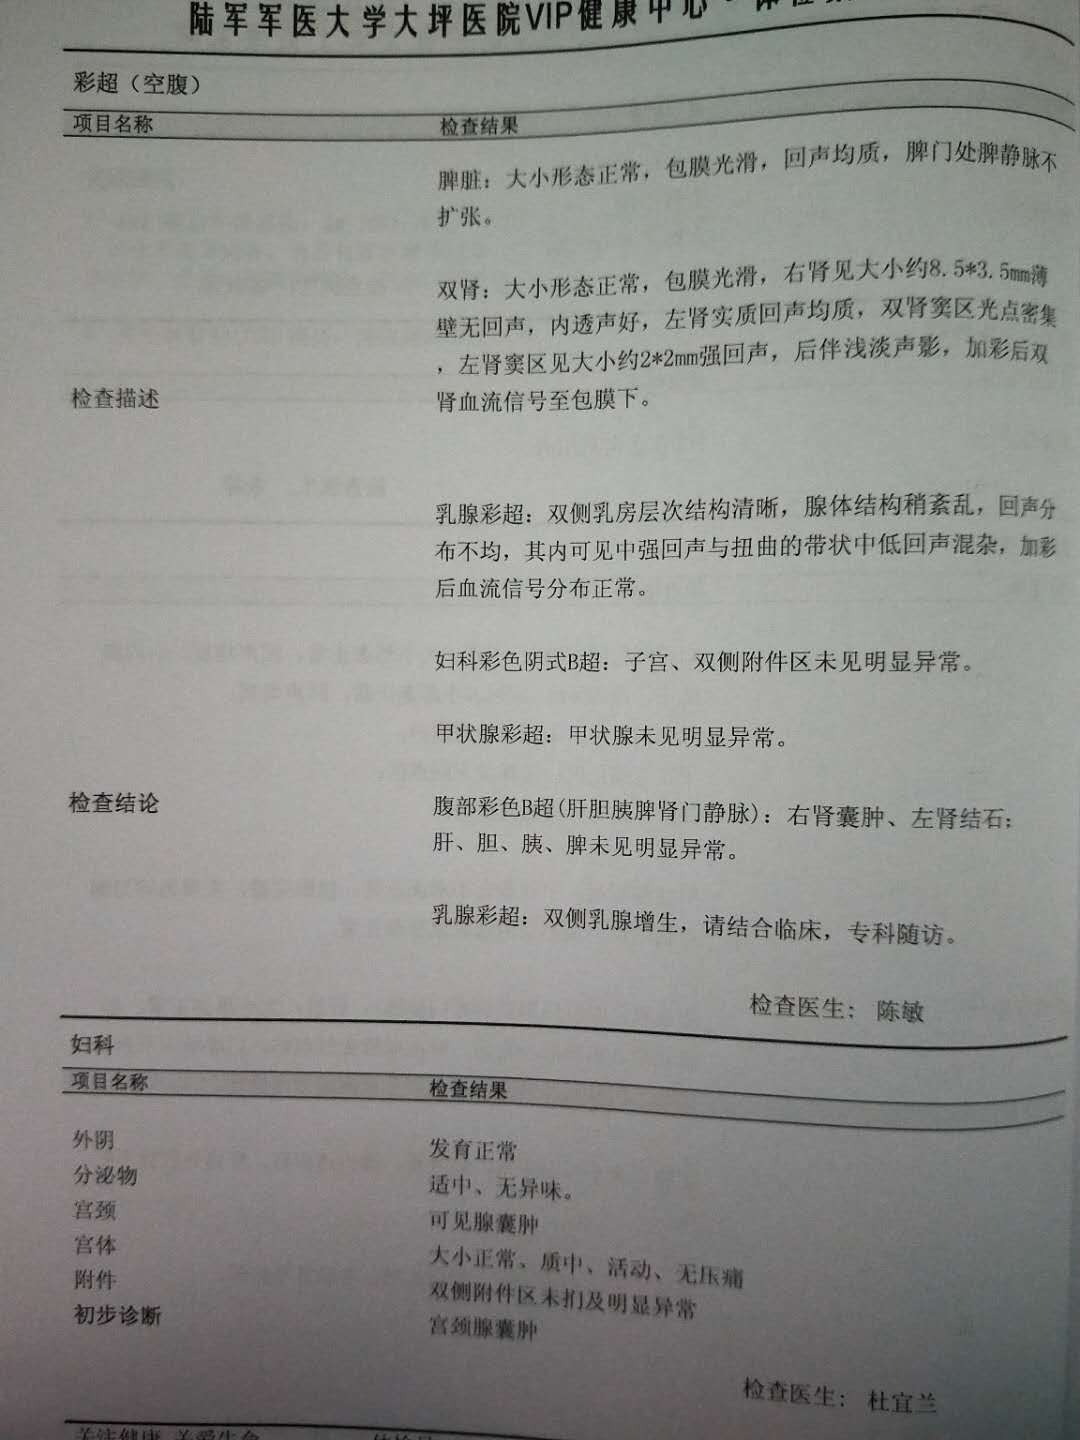 陆军军医大学大坪医院VIP健康中心·体检
彩超（空腹）
项目名称 检查结果
脾脏：大小形态正常，包膜光滑，回声均质，脾门处脾静脉不
扩张。
双肾：大小形态正常，包膜光滑，右肾见大小约8.5*3.5mm薄
壁无回声，内透声好，左肾实质回声均质，双肾窦区光点密集
，左肾窦区见大小约2*2mm强回声，后伴浅淡声影，加彩后双
检查描述 肾血流信号至包膜下。
乳腺彩超：双侧乳房层次结构清晰，腺体结构稍紊乱，回声分
布不均，其内可见中强回声与扭曲的带状中低回声混杂，加彩
后血流信号分布正常。
妇科彩色阴式B超：子宫、双侧附件区未见明显异常。
甲状腺彩超：甲状腺未见明显异常。
检查结论 腹部彩色B超(肝胆胰脾肾门静脉)：右肾囊肿、左肾结石；
肝、胆、胰、脾未见明显异常。
乳腺彩超：双侧乳腺增生，请结合临床，专科随访。
检查医生： 陈敏
妇科
项目名称 检查结果
外阴 发育正常
分泌物 适中、无异味。
宫颈 可见腺囊肿
宫体 大小正常、质中、活动、无压痛
附件 双侧附件区未扪及明显异常
初步诊断 宫颈腺囊肿
检查医生： 杜宜兰
关注健康 关爱生命